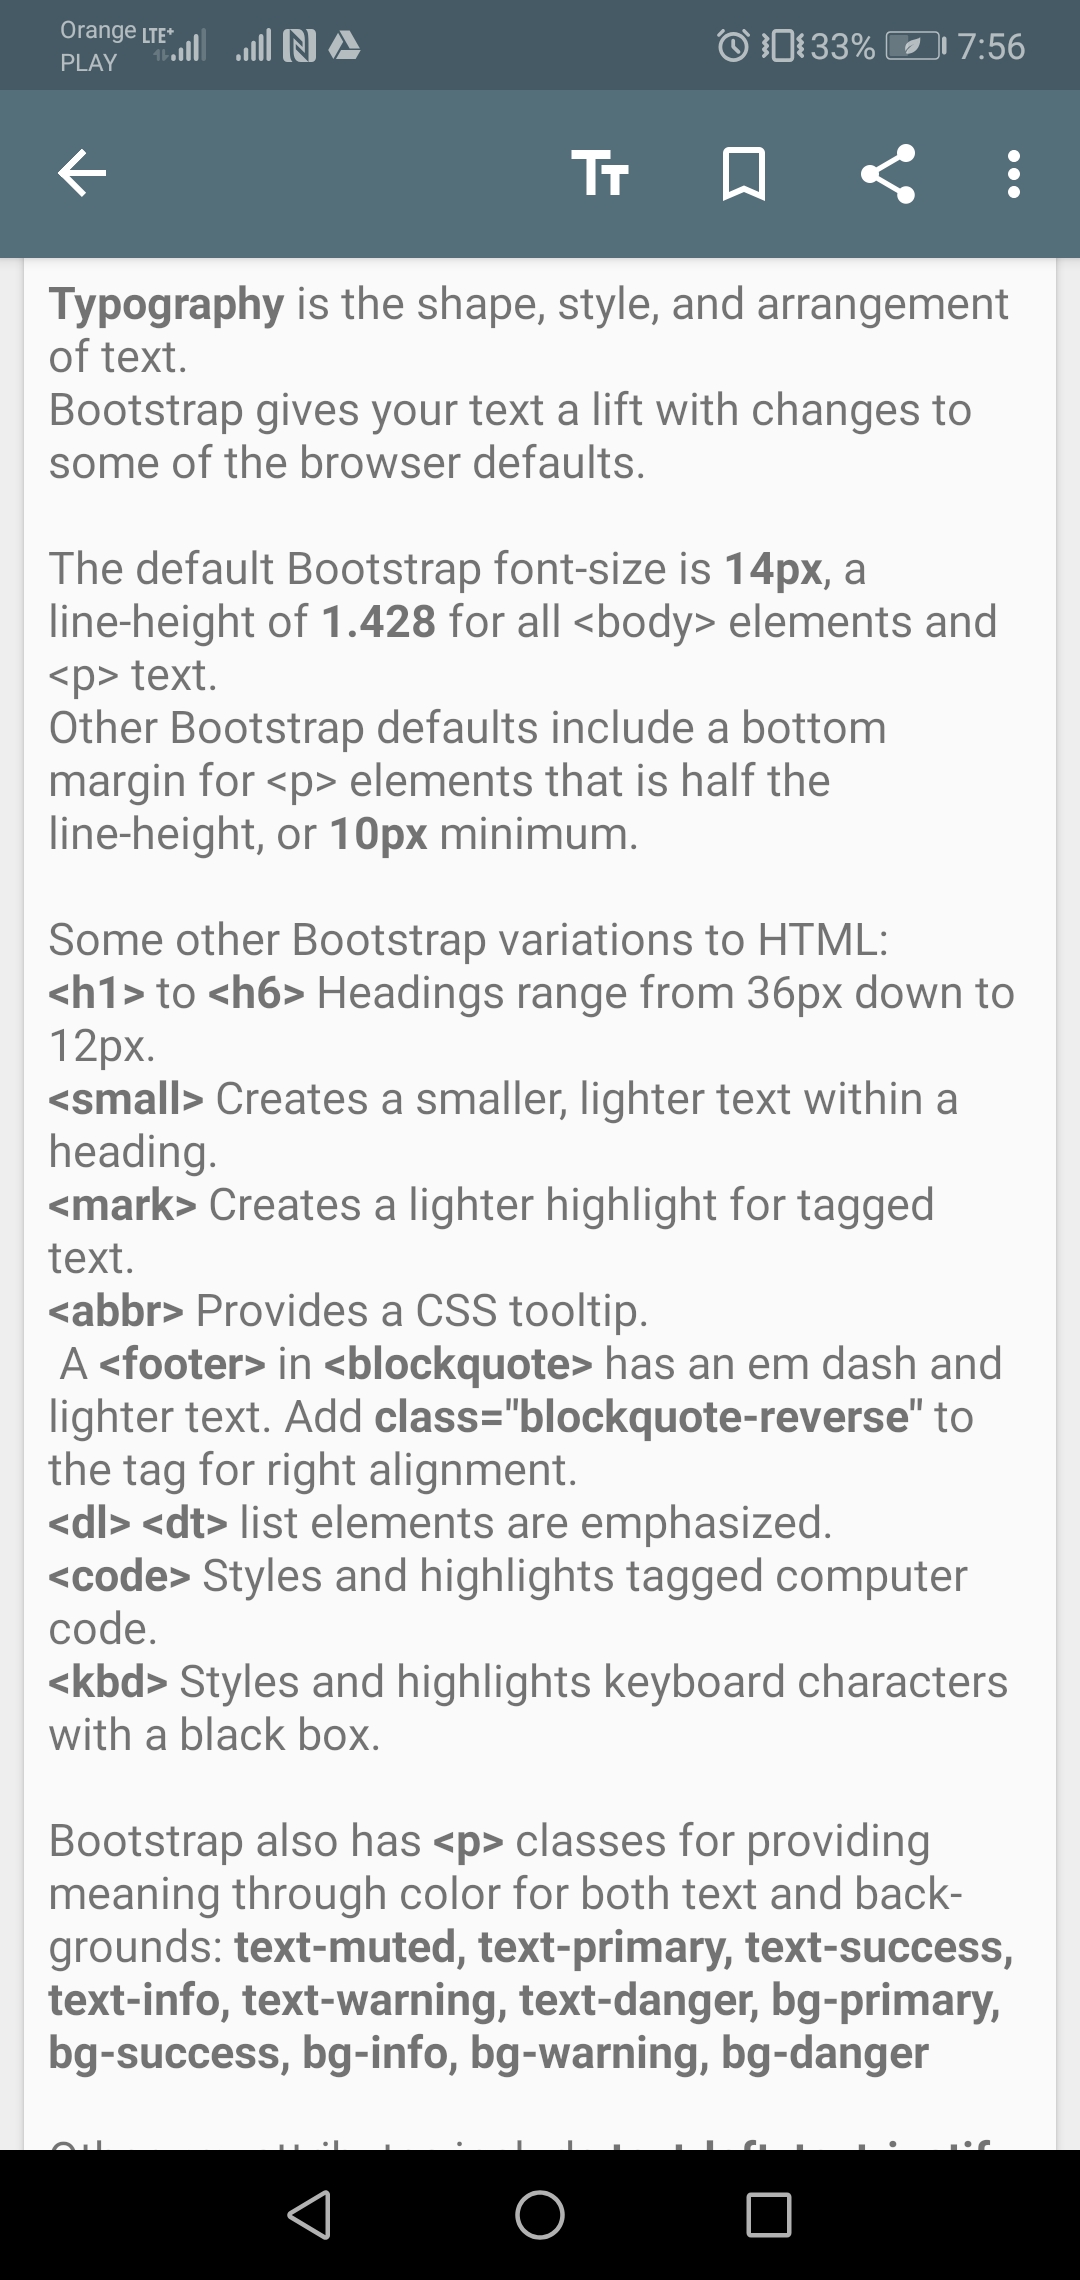 Orange LTE+
PLAY
33% 7:56
Typography is the shape, style, and arrangement
of text.
Bootstrap gives your text a lift with changes to
some of the browser defaults.
The default Bootstrap font-size is 14px, a
line-height of 1.428 for all <body> elements and
<p> text.
Other Bootstrap defaults include a bottom
margin for <p> elements that is half the
line-height, or 10px minimum.
Some other Bootstrap variations to HTML:
<h1> to <h6> Headings range from 36px down to
12px.
<small> Creates a smaller, lighter text within a
heading.
<mark> Creates a lighter highlight for tagged
text.
<abbr> Provides a CSS tooltip.
A <footer> in <blockquote> has an em dash and
lighter text. Add class="blockquote-reverse" to
the tag for right alignment.
<dl> <dt> list elements are emphasized.
<code> Styles and highlights tagged computer
code.
<kbd> Styles and highlights keyboard characters
with a black box.
Bootstrap also has <p> classes for providing
meaning through color for both text and back-
grounds: text-muted, text-primary, text-success,
text-info, text-warning, text-danger, bg-primary,
bg-success, bg-info, bg-warning, bg-danger